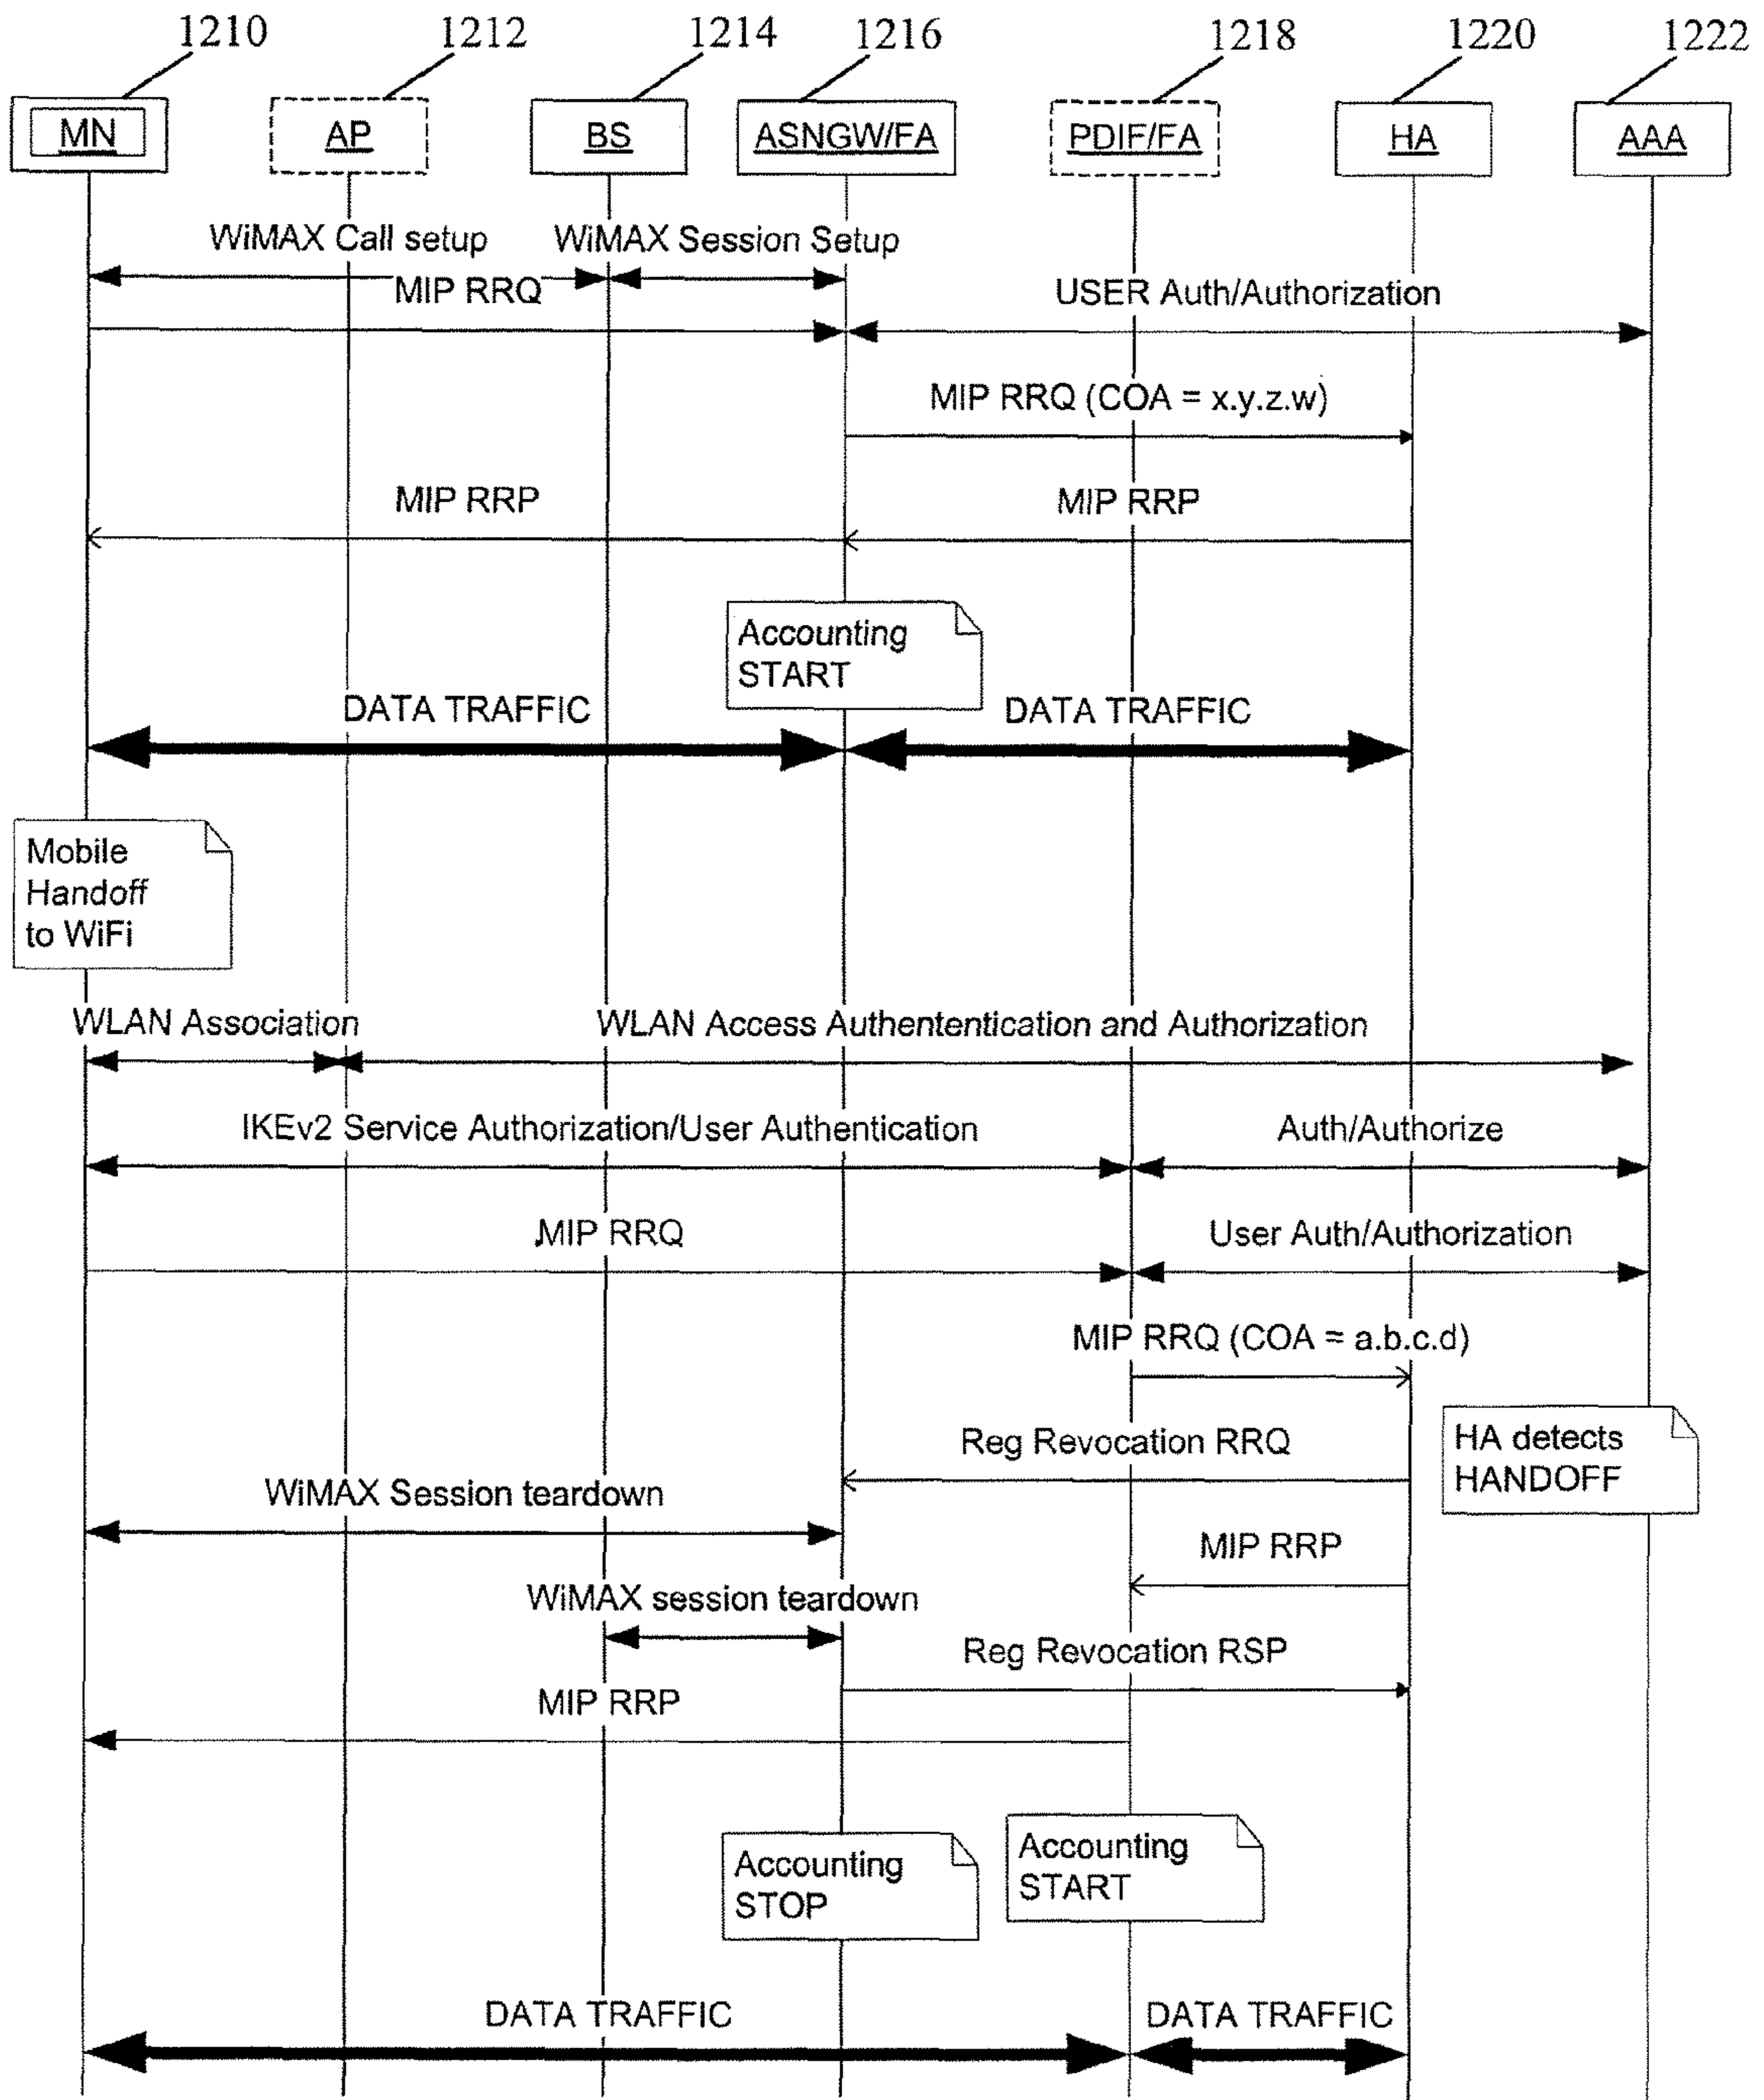 1210 1212 1214 1216 1218 1220 1222
MN AP BS ASNGW/FA PDIF/FA HA AAA
WiMAX Call setup WiMAX Session Setup
MIP RRQ USER Auth/Authorization
MIP RRQ (COA = x.y.z.w)
MIP RRP MIP RRP
Accounting
START
DATA TRAFFIC DATA TRAFFIC
Mobile
Handoff
to WiFi
WLAN Association WLAN Access Authententication and Authorization
IKEv2 Service Authorization/User Authentication Auth/Authorize
MIP RRQ User Auth/Authorization
MIP RRQ (COA = a.b.c.d)
HA detects
HANDOFF
Reg Revocation RRQ
WiMAX Session teardown
MIP RRP
WiMAX session teardown
Reg Revocation RSP
MIP RRP
Accounting
STOP
Accounting
START
DATA TRAFFIC DATA TRAFFIC